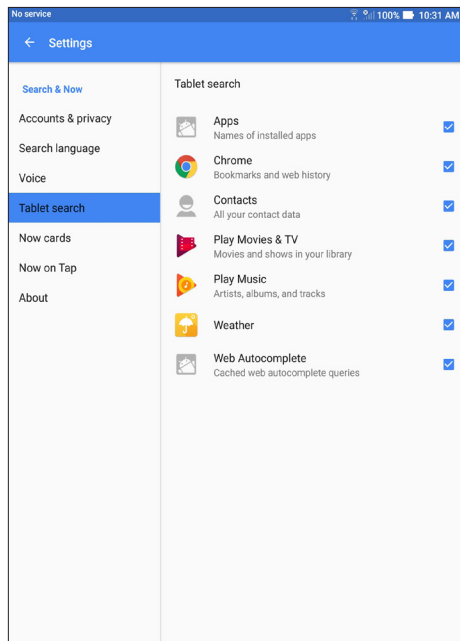 No service
100%
10:31 AM
Settings
Search & Now
Accounts & privacy
Search language
Voice
Tablet search
Now cards
Now on Tap
About
Tablet search
Apps
Names of installed apps
Chrome
Bookmarks and web history
Contacts
All your contact data
Play Movies & TV
Movies and shows in your library
Play Music
Artists, albums, and tracks
Weather
Web Autocomplete
Cached web autocomplete queries